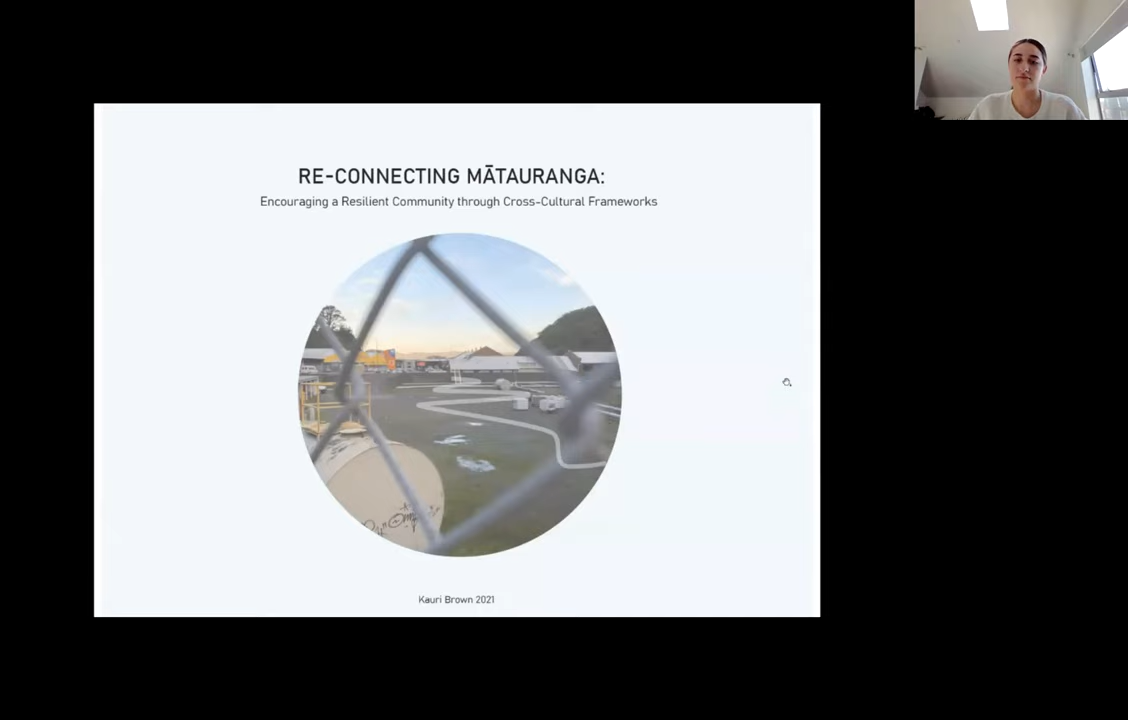 RE-CONNECTING MĀTAURANGA:
Encouraging a Resilient Community through Cross-Cultural Frameworks
Kauri Brown 2021